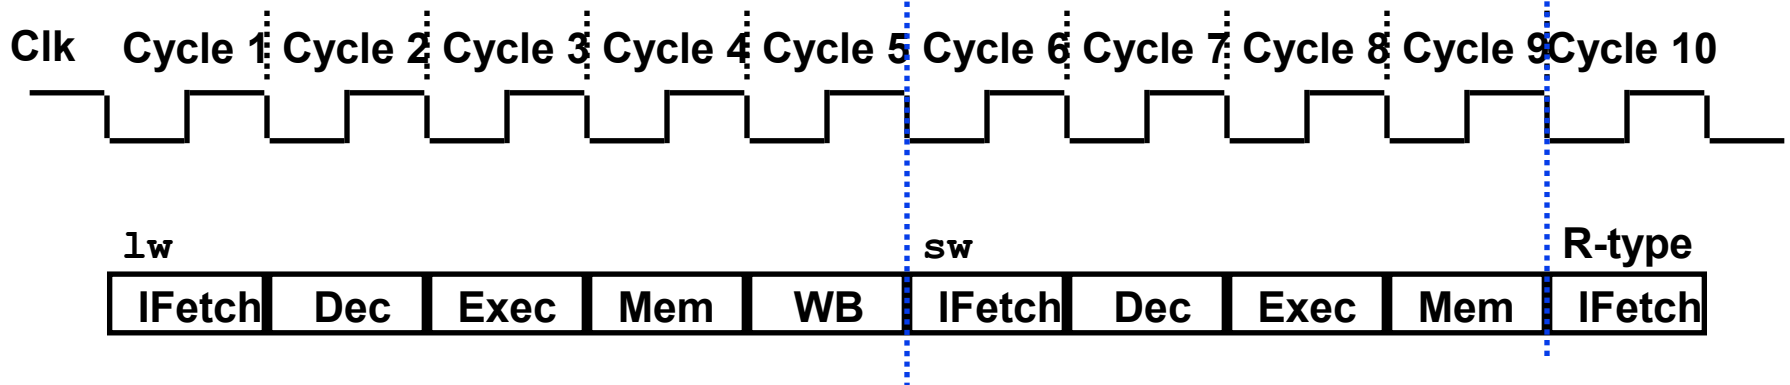 Clk Cycle 1 Cycle 2 Cycle 3 Cycle 4 Cycle 5 Cycle 6 Cycle 7 Cycle 8 Cycle 9 Cycle 10
lw sw R-type
IFetch Dec Exec Mem WB IFetch Dec Exec Mem IFetch